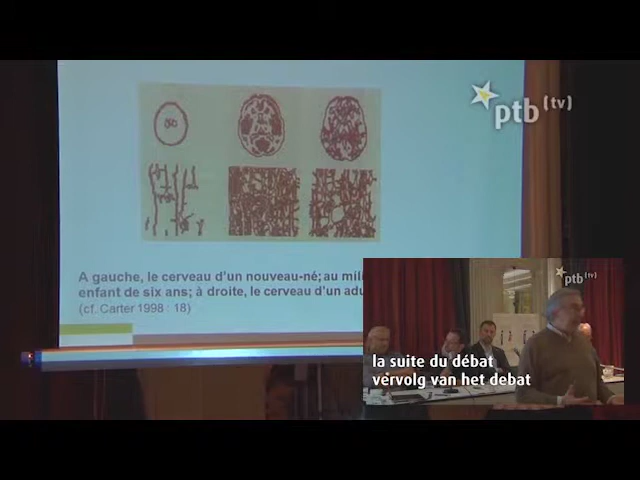 ptb (tv)
A gauche, le cerveau d'un nouveau-né; au mil
enfant de six ans; à droite, le cerveau d'un adu
(cf. Carter 1998 : 18)
ptb (tv)
la suite du débat
vervolg van het debat